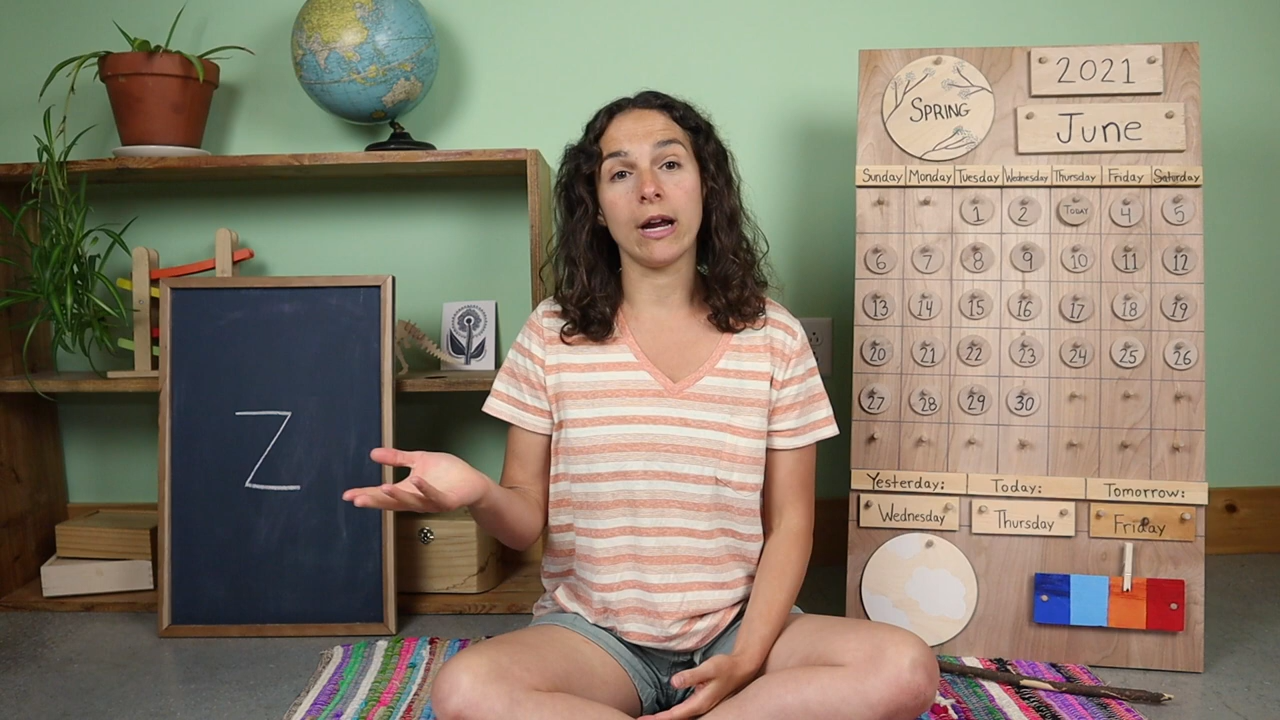 Z
SPRING
2021
June
Sunday Monday Tuesday Wednesday Thursday Friday Saturday
1 2 TODAY 4 5
6 7 8 9 10 11 12
13 14 15 16 17 18 19
20 21 22 23 24 25 26
27 28 29 30
Yesterday: Today: Tomorrow:
Wednesday Thursday Friday